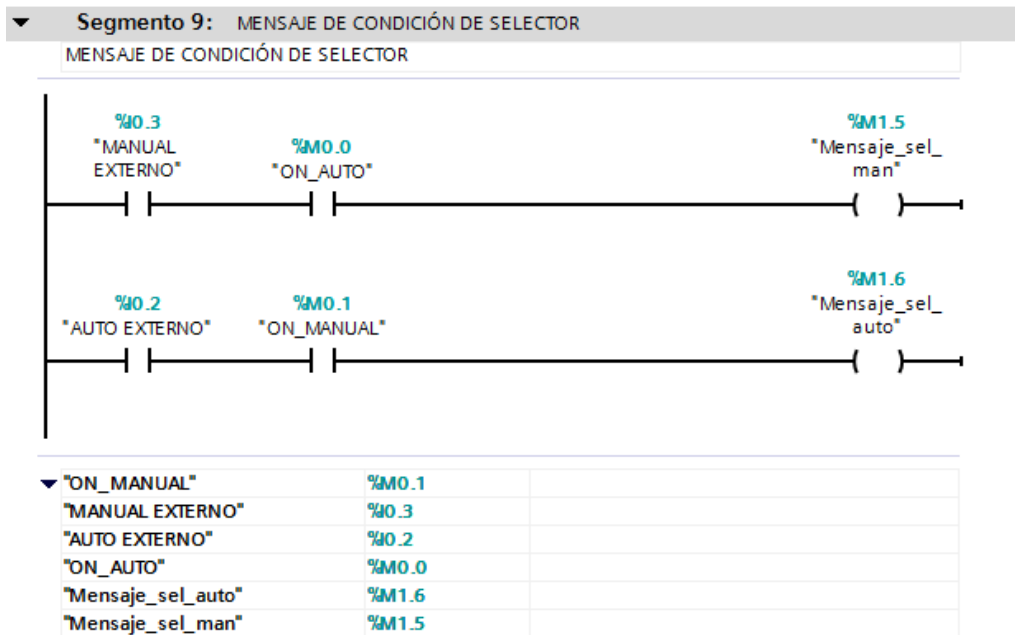 Segmento 9: MENSAJE DE CONDICIÓN DE SELECTOR
MENSAJE DE CONDICIÓN DE SELECTOR
%I0.3
"MANUAL
EXTERNO"
%M0.0
"ON_AUTO"
%M1.5
"Mensaje_sel_
man"
%I0.2
"AUTO EXTERNO"
%M0.1
"ON_MANUAL"
%M1.6
"Mensaje_sel_
auto"
"ON_MANUAL" %M0.1
"MANUAL EXTERNO" %I0.3
"AUTO EXTERNO" %I0.2
"ON_AUTO" %M0.0
"Mensaje_sel_auto" %M1.6
"Mensaje_sel_man" %M1.5